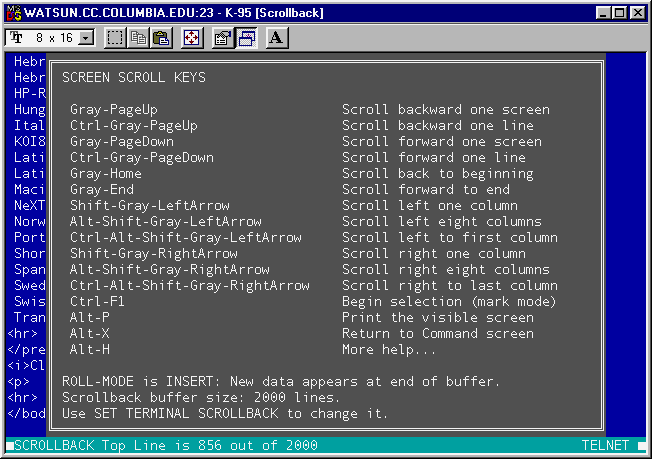 WATSUN.CC.COLUMBIA.EDU:23 - K-95 [Scrollback]
8 x 16
A
Hebr
Hebr
HP-R
Hung
Ital
KOI8
Lati
Lati
Maci
NeXT
Norw
Port
Shor
Span
Swed
Swis
Tran
<hr>
</pre
<i>Cl
<p>
<hr>
</bod
SCREEN SCROLL KEYS
Gray-PageUp Scroll backward one screen
Ctrl-Gray-PageUp Scroll backward one line
Gray-PageDown Scroll forward one screen
Ctrl-Gray-PageDown Scroll forward one line
Gray-Home Scroll back to beginning
Gray-End Scroll forward to end
Shift-Gray-LeftArrow Scroll left one column
Alt-Shift-Gray-LeftArrow Scroll left eight columns
Ctrl-Alt-Shift-Gray-LeftArrow Scroll left to first column
Shift-Gray-RightArrow Scroll right one column
Alt-Shift-Gray-RightArrow Scroll right eight columns
Ctrl-Alt-Shift-Gray-RightArrow Scroll right to last column
Ctrl-F1 Begin selection (mark mode)
Alt-P Print the visible screen
Alt-X Return to Command screen
Alt-H More help...
ROLL-MODE is INSERT: New data appears at end of buffer.
Scrollback buffer size: 2000 lines.
Use SET TERMINAL SCROLLBACK to change it.
SCROLLBACK Top Line is 856 out of 2000 TELNET